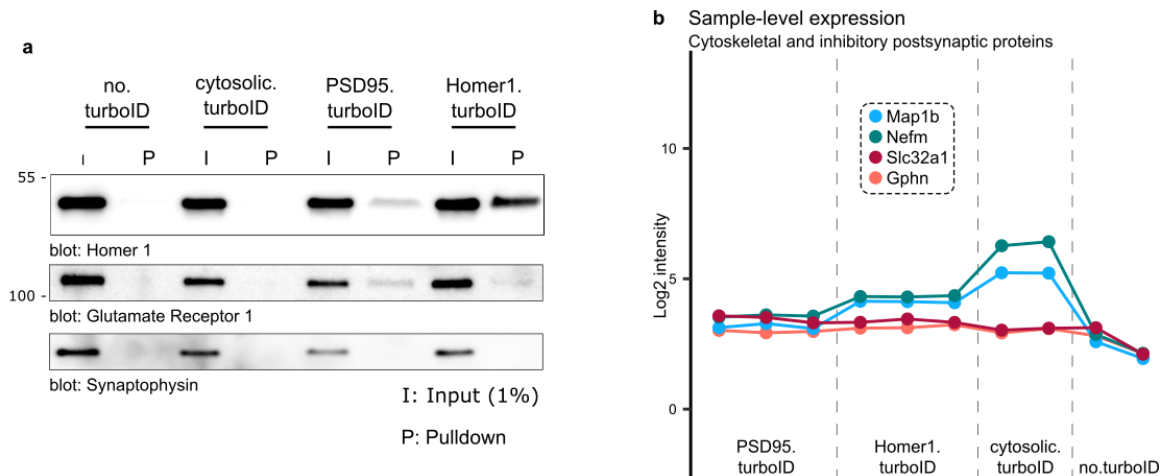 a
no.
turboID
cytosolic.
turboID
PSD95.
turboID
Homer1.
turboID
I P I P I P I P
55 -
blot: Homer 1
100 -
blot: Glutamate Receptor 1
blot: Synaptophysin
I: Input (1%)
P: Pulldown
b Sample-level expression
Cytoskeletal and inhibitory postsynaptic proteins
Map1b
Nefm
Slc32a1
Gphn
Log2 intensity
10
5
0
PSD95.
turboID
Homer1.
turboID
cytosolic.
turboID
no.turboID